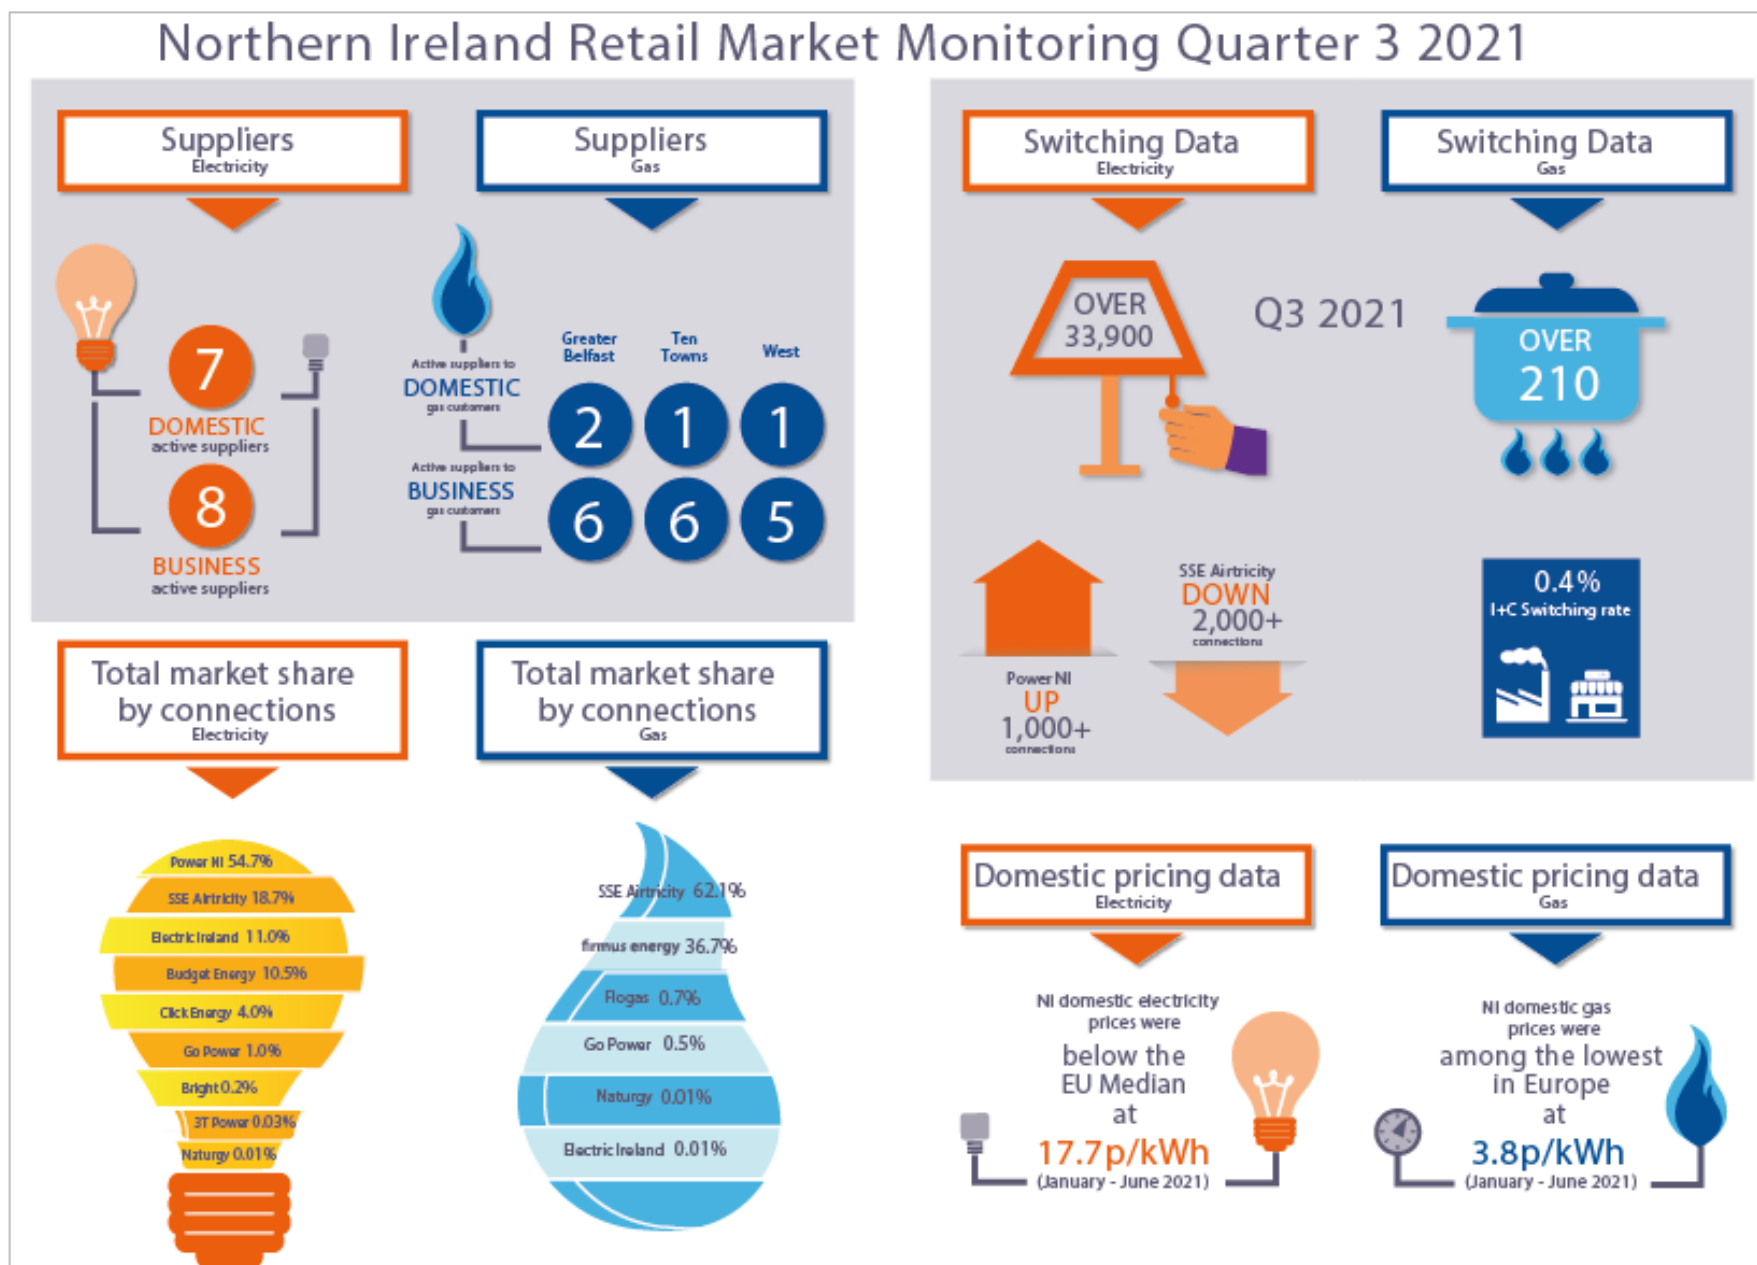 Northern Ireland Retail Market Monitoring Quarter 3 2021
Suppliers
Electricity
7
DOMESTIC
active suppliers
8
BUSINESS
active suppliers
Suppliers
Gas
Greater
Belfast
Ten
Towns
West
Active suppliers to
DOMESTIC
gas customers
2
1
1
Active suppliers to
BUSINESS
gas customers
6
6
5
Switching Data
Electricity
Switching Data
Gas
OVER
33,900
Q3 2021
OVER
210
Power NI
UP
1,000+
connections
SSE Airtricity
DOWN
2,000+
connections
0.4%
I+C Switching rate
Total market share
by connections
Electricity
Power NI 54.7%
SSE Airtricity 18.7%
Electric Ireland 11.0%
Budget Energy 10.5%
Click Energy 4.0%
Go Power 1.0%
Bright 0.2%
3T Power 0.03%
Naturgy 0.01%
Total market share
by connections
Gas
SSE Airtricity 62.1%
firmus energy 36.7%
Flogas 0.7%
Go Power 0.5%
Naturgy 0.01%
Electric Ireland 0.01%
Domestic pricing data
Electricity
NI domestic electricity
prices were
below the
EU Median
at
17.7p/kWh
(January - June 2021)
Domestic pricing data
Gas
NI domestic gas
prices were
among the lowest
in Europe
at
3.8p/kWh
(January - June 2021)